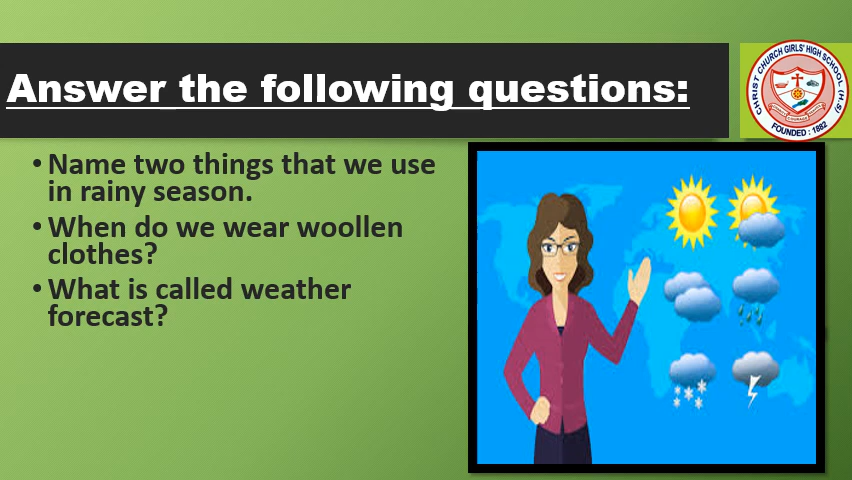 Answer the following questions:
CHRIST CHURCH GIRLS' HIGH SCHOOL (H.S)
FOUNDED : 1882
• Name two things that we use
in rainy season.
• When do we wear woollen
clothes?
• What is called weather
forecast?